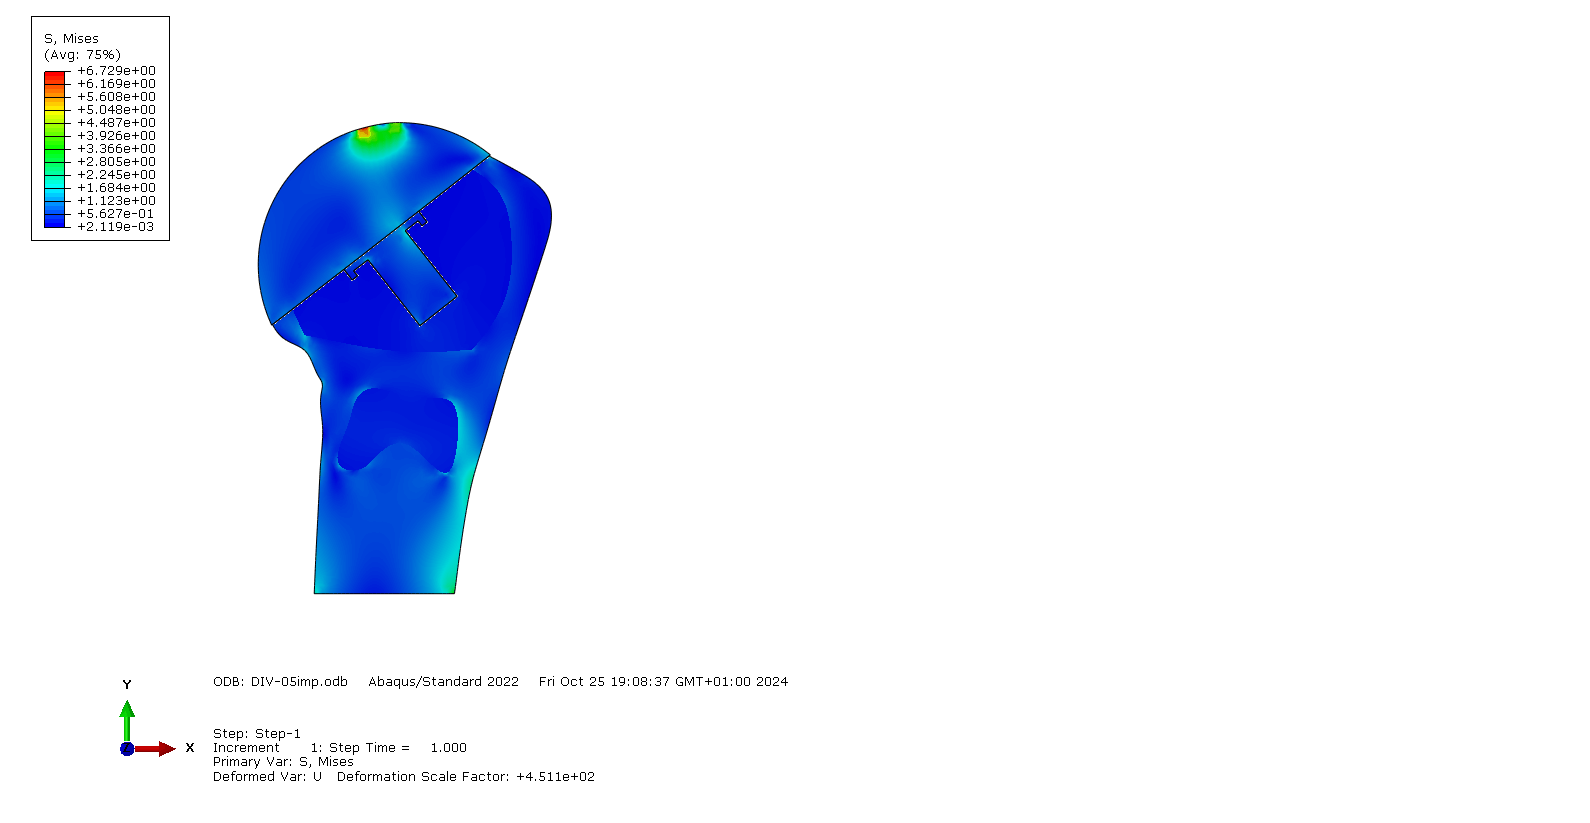 S, Mises
(Avg: 75%)
+6.729e+00
+6.169e+00
+5.608e+00
+5.048e+00
+4.487e+00
+3.926e+00
+3.366e+00
+2.805e+00
+2.245e+00
+1.684e+00
+1.123e+00
+5.627e-01
+2.119e-03
Y
X
ODB: DIV-05imp.odb Abaqus/Standard 2022 Fri Oct 25 19:08:37 GMT+01:00 2024
Step: Step-1
Increment 1: Step Time = 1.000
Primary Var: S, Mises
Deformed Var: U Deformation Scale Factor: +4.511e+02